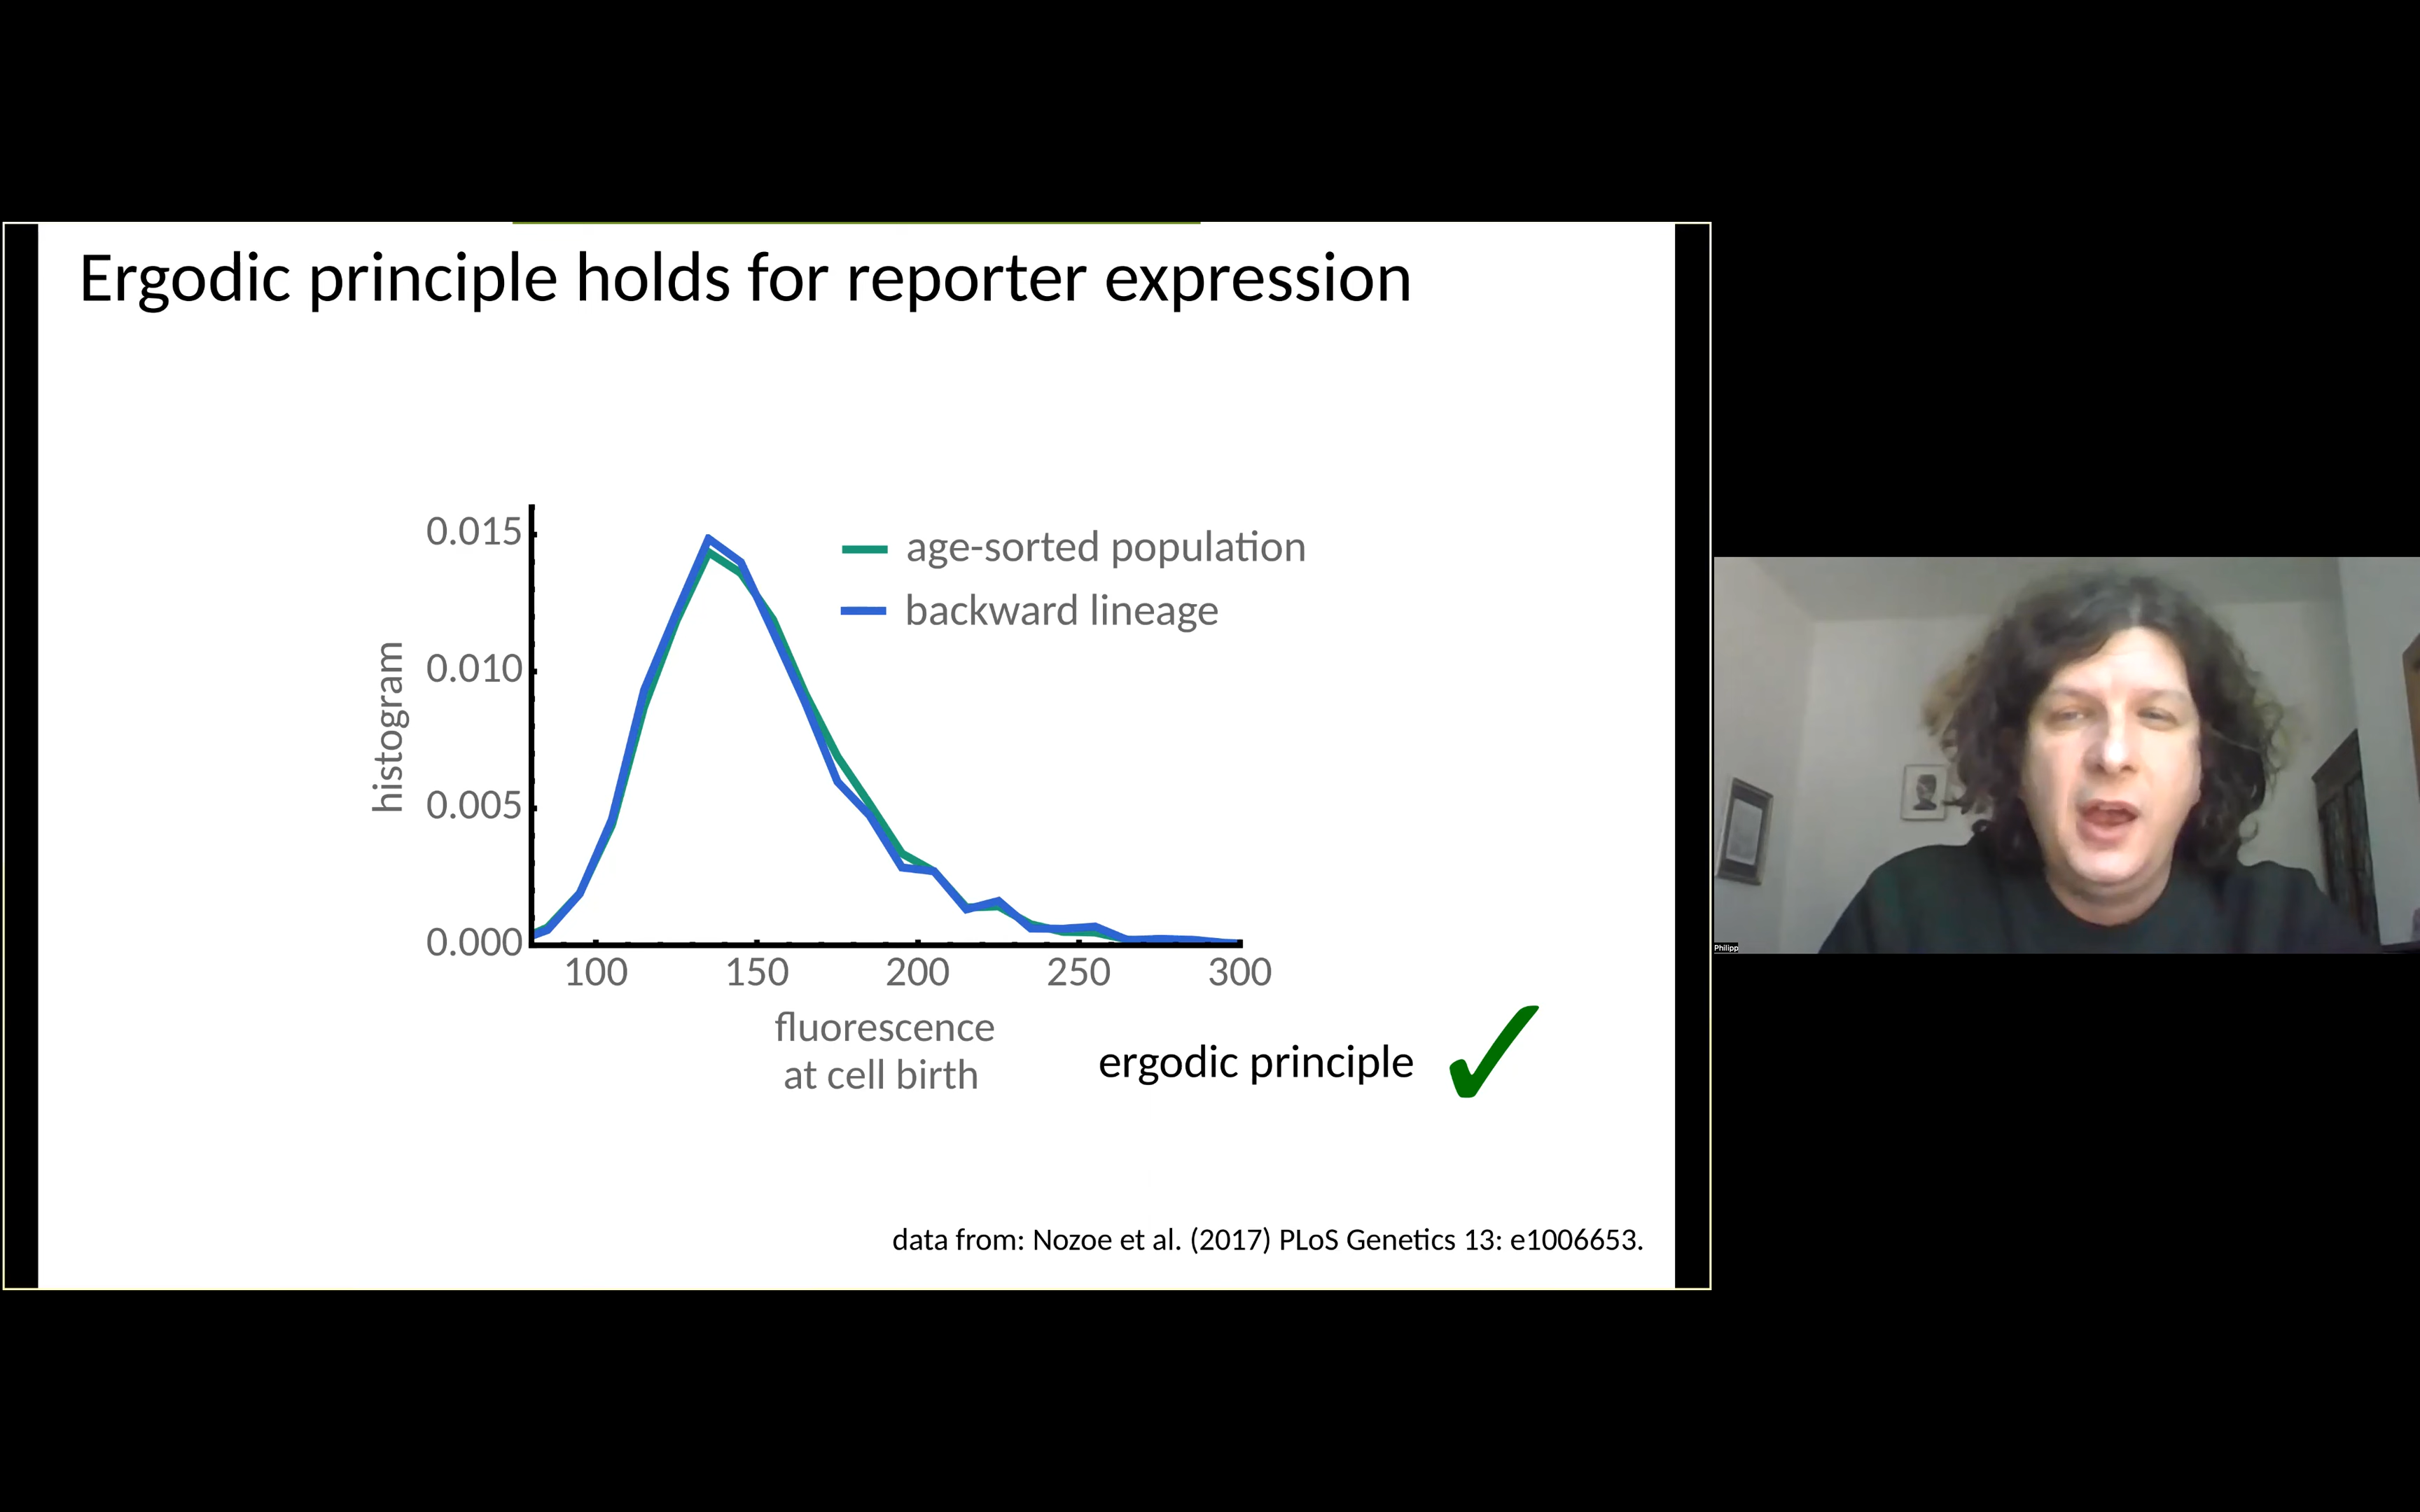 Ergodic principle holds for reporter expression
0.015
0.010
0.005
0.000
histogram
age-sorted population
backward lineage
100 150 200 250 300
fluorescence
at cell birth
ergodic principle
data from: Nozoe et al. (2017) PLoS Genetics 13: e1006653.
Philipp